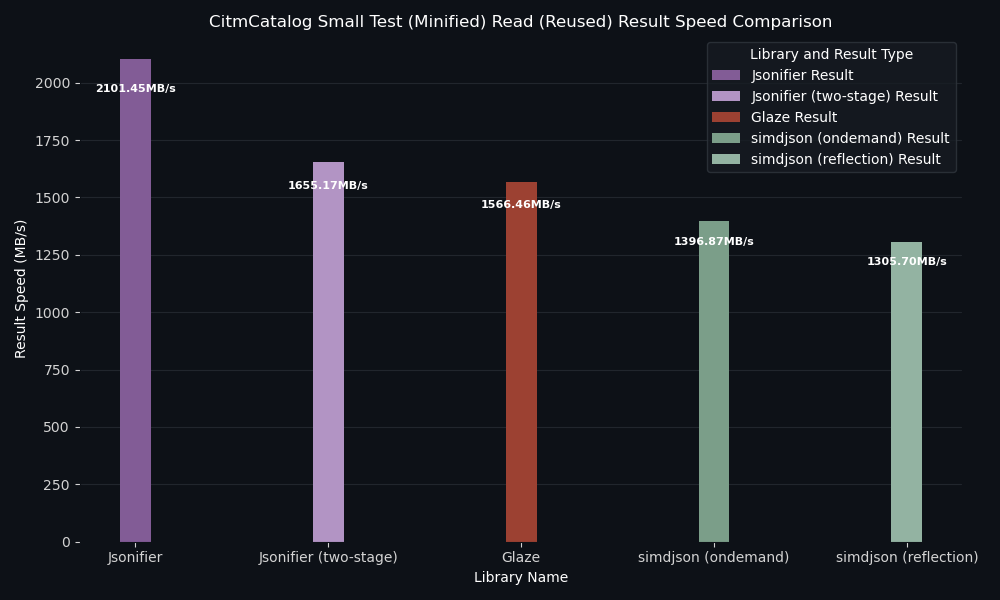 CitmCatalog Small Test (Minified) Read (Reused) Result Speed Comparison
Library and Result Type
Jsonifier Result
Jsonifier (two-stage) Result
Glaze Result
simdjson (ondemand) Result
simdjson (reflection) Result
Result Speed (MB/s)
2000
1750
1500
1250
1000
750
500
250
0
2101.45MB/s
1655.17MB/s
1566.46MB/s
1396.87MB/s
1305.70MB/s
Jsonifier
Jsonifier (two-stage)
Glaze
simdjson (ondemand)
simdjson (reflection)
Library Name